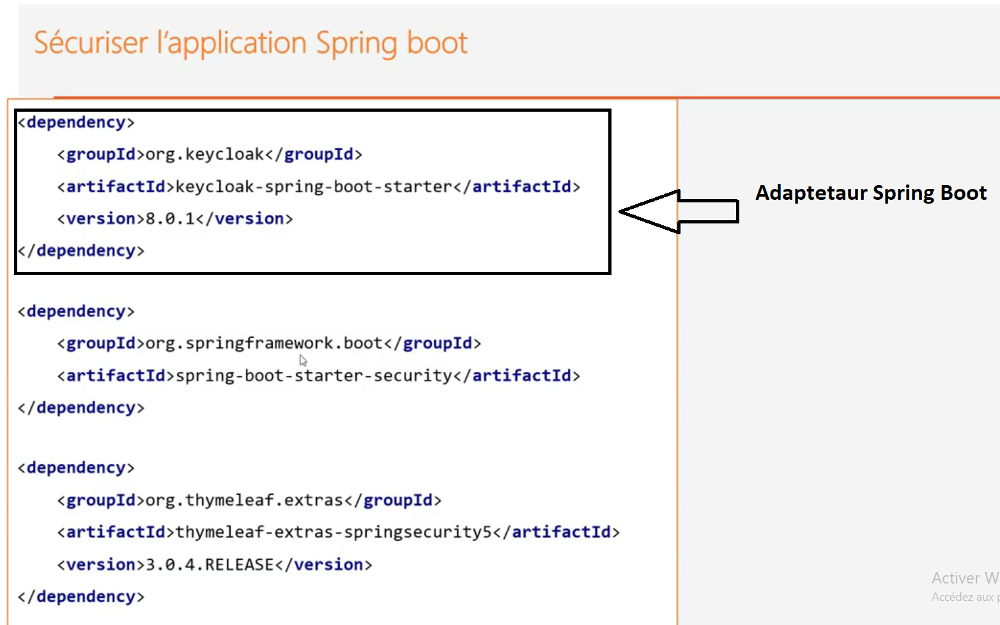 Sécuriser l'application Spring boot
<dependency>
<groupId>org.keycloak</groupId>
<artifactId>keycloak-spring-boot-starter</artifactId>
<version>8.0.1</version>
</dependency>
Adaptetaur Spring Boot
<dependency>
<groupId>org.springframework.boot</groupId>
<artifactId>spring-boot-starter-security</artifactId>
</dependency>
<dependency>
<groupId>org.thymeleaf.extras</groupId>
<artifactId>thymeleaf-extras-springsecurity5</artifactId>
<version>3.0.4.RELEASE</version>
</dependency>
Activer W
Accédez aux p